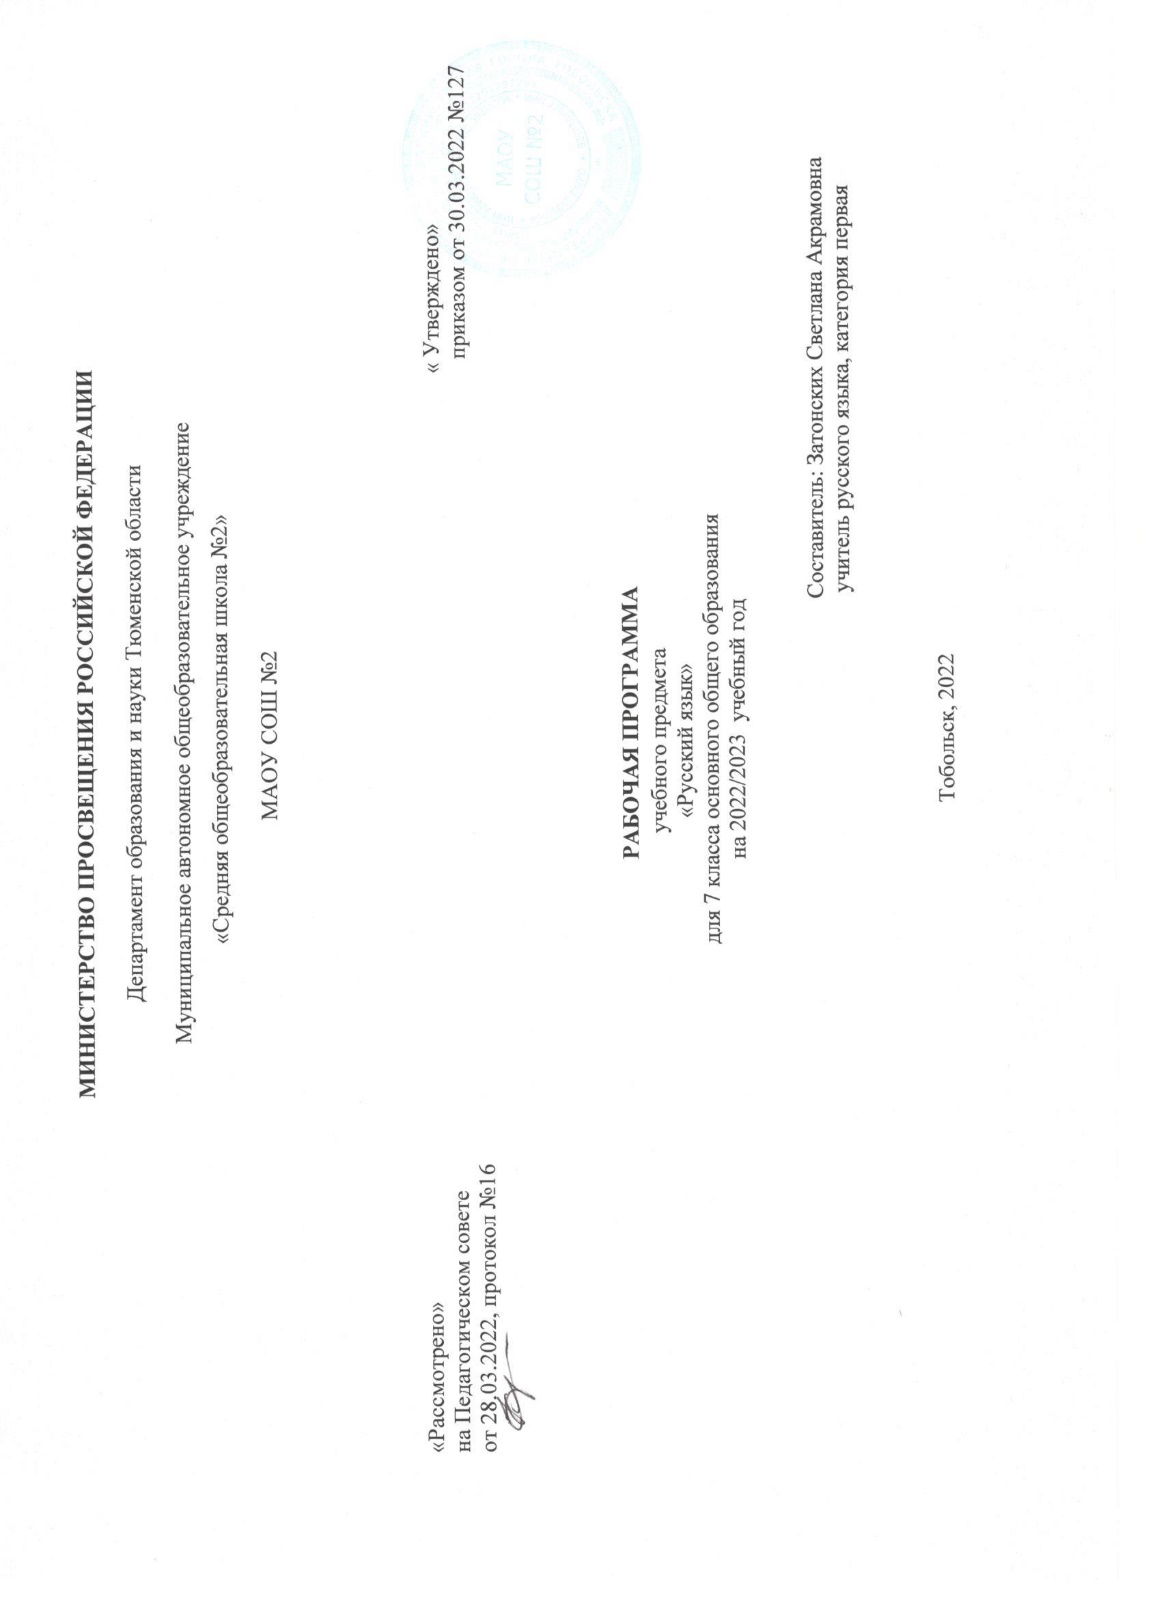 МИНИСТЕРСТВО ПРОСВЕЩЕНИЯ РОССИЙСКОЙ ФЕДЕРАЦИИ
Департамент образования и науки Тюменской области
Муниципальное автономное общеобразовательное учреждение
«Средняя общеобразовательная школа №2»
МАОУ СОШ №2
«Рассмотрено»
на Педагогическом совете
от 28.03.2022, протокол №16
« Утверждено»
приказом от 30.03.2022 №127
МАОУ
СОШ №2
РАБОЧАЯ ПРОГРАММА
учебного предмета
«Русский язык»
для 7 класса основного общего образования
на 2022/2023 учебный год
Составитель: Затонских Светлана Акрамовна
учитель русского языка, категория первая
Тобольск, 2022